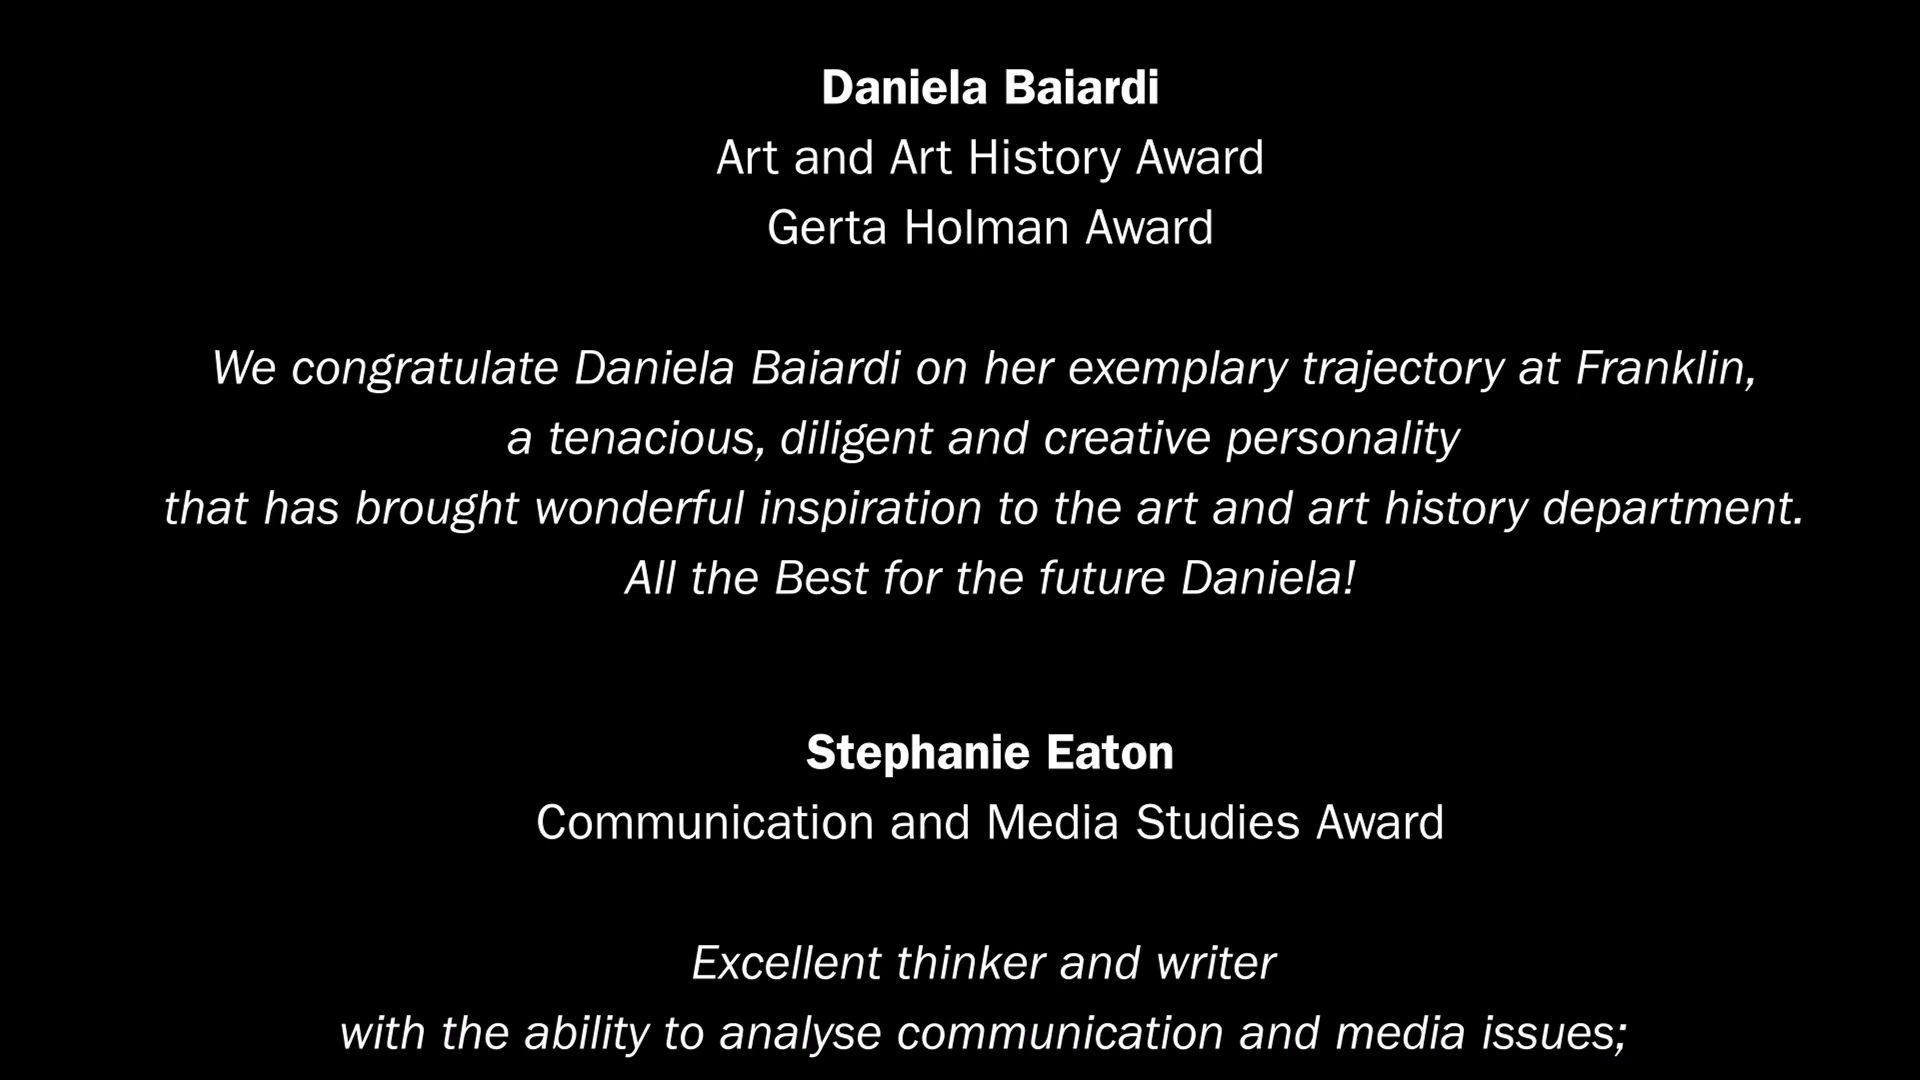 Daniela Baiardi
Art and Art History Award
Gerta Holman Award
We congratulate Daniela Baiardi on her exemplary trajectory at Franklin,
a tenacious, diligent and creative personality
that has brought wonderful inspiration to the art and art history department.
All the Best for the future Daniela!
Stephanie Eaton
Communication and Media Studies Award
Excellent thinker and writer
with the ability to analyse communication and media issues;